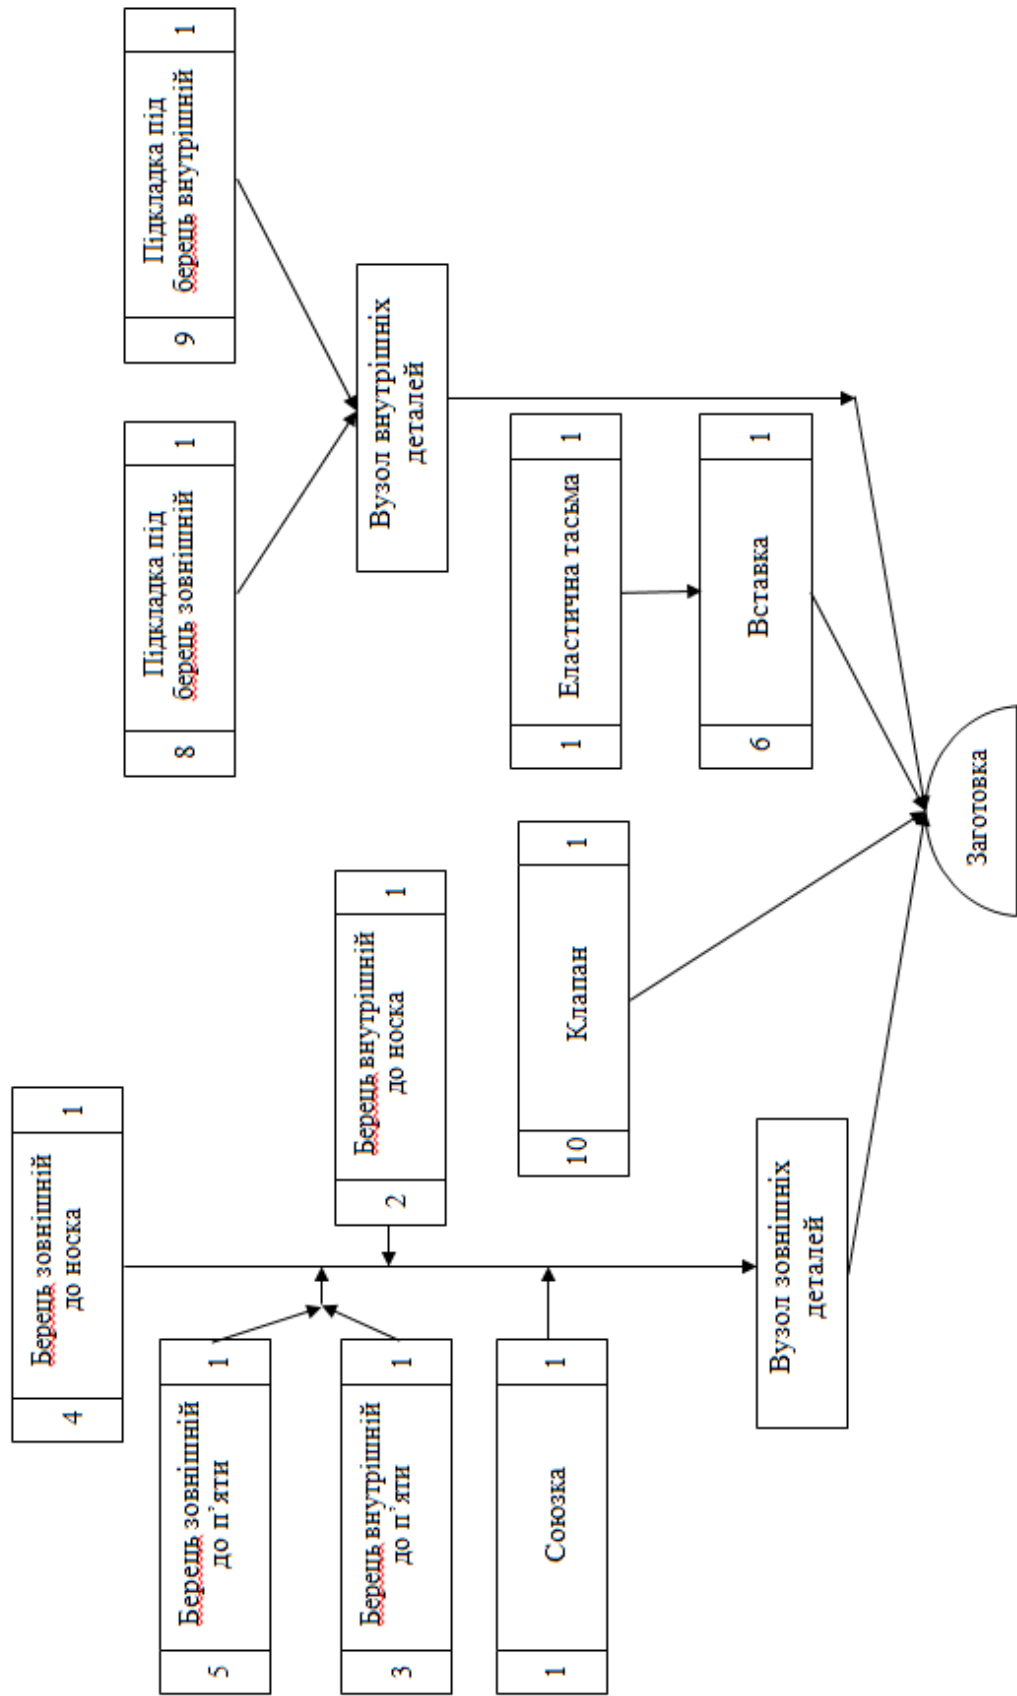 4
Берець зовнішній
до носка
1
5
Берець зовнішній
до п’яти
1
8
Підкладка під
берець зовнішній
1
9
Підкладка під
берець внутрішній
1
3
Берець внутрішній
до п’яти
1
2
Берець внутрішній
до носка
1
Вузол внутрішніх
деталей
1
Союзка
1
10
Клапан
1
1
Еластична тасьма
1
6
Вставка
1
Вузол зовнішніх
деталей
Заготовка